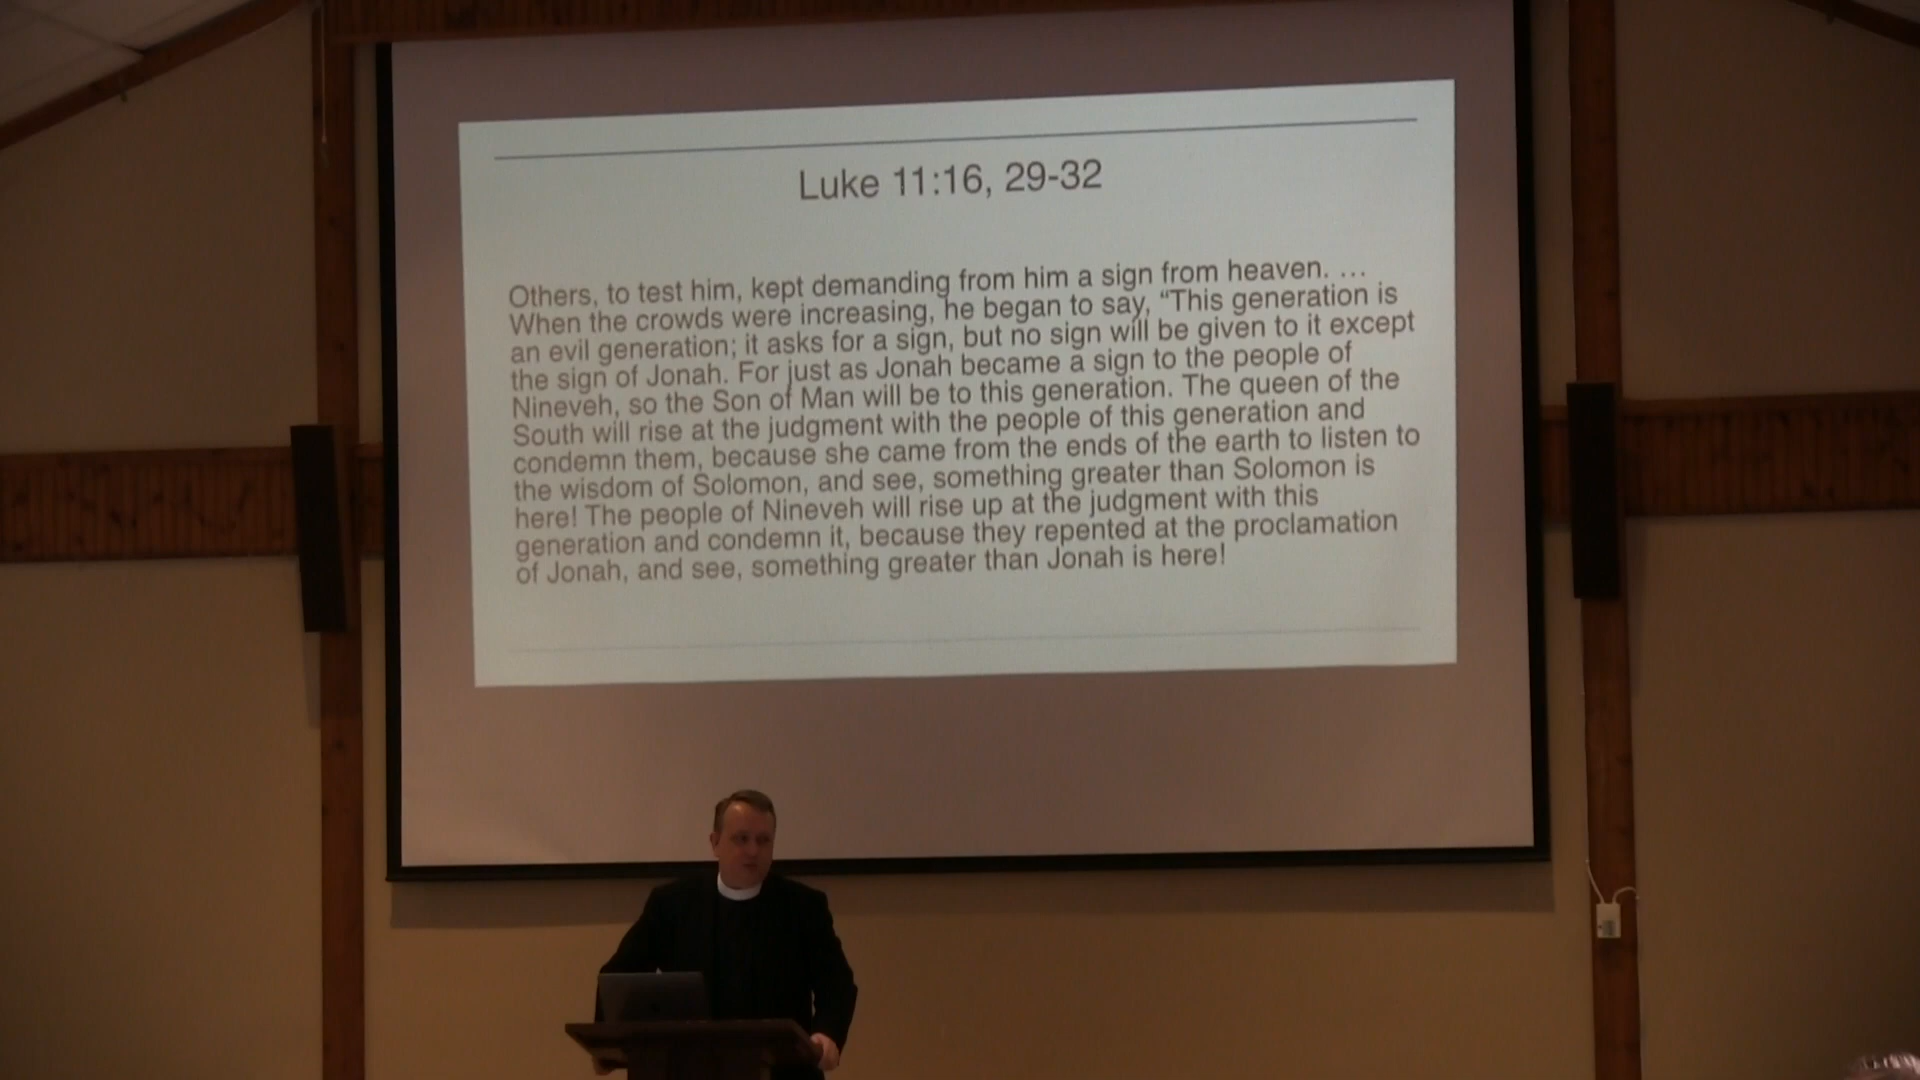 Luke 11:16, 29-32
Others, to test him, kept demanding from him a sign from heaven. …
When the crowds were increasing, he began to say, “This generation is
an evil generation; it asks for a sign, but no sign will be given to it except
the sign of Jonah. For just as Jonah became a sign to the people of
Nineveh, so the Son of Man will be to this generation. The queen of the
South will rise at the judgment with the people of this generation and
condemn them, because she came from the ends of the earth to listen to
the wisdom of Solomon, and see, something greater than Solomon is
here! The people of Nineveh will rise up at the judgment with this
generation and condemn it, because they repented at the proclamation
of Jonah, and see, something greater than Jonah is here!